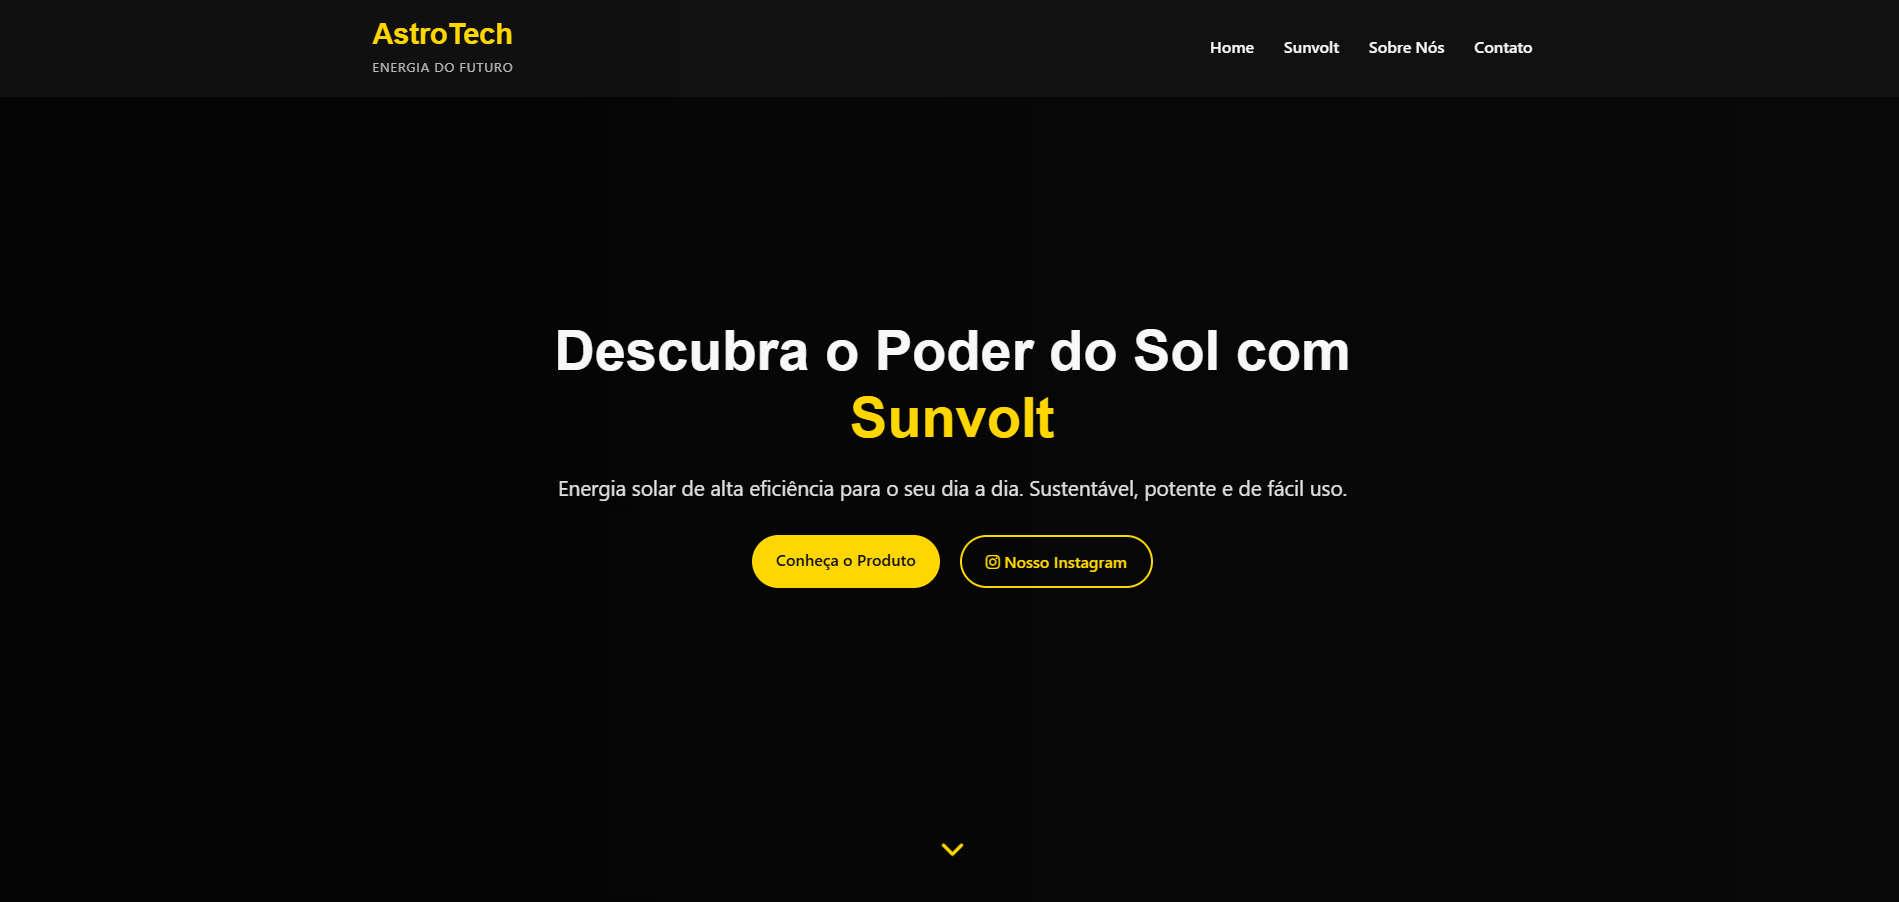 AstroTech
ENERGIA DO FUTURO
Home Sunvolt Sobre Nós Contato
Descubra o Poder do Sol com
Sunvolt
Energia solar de alta eficiência para o seu dia a dia. Sustentável, potente e de fácil uso.
Conheça o Produto Nosso Instagram